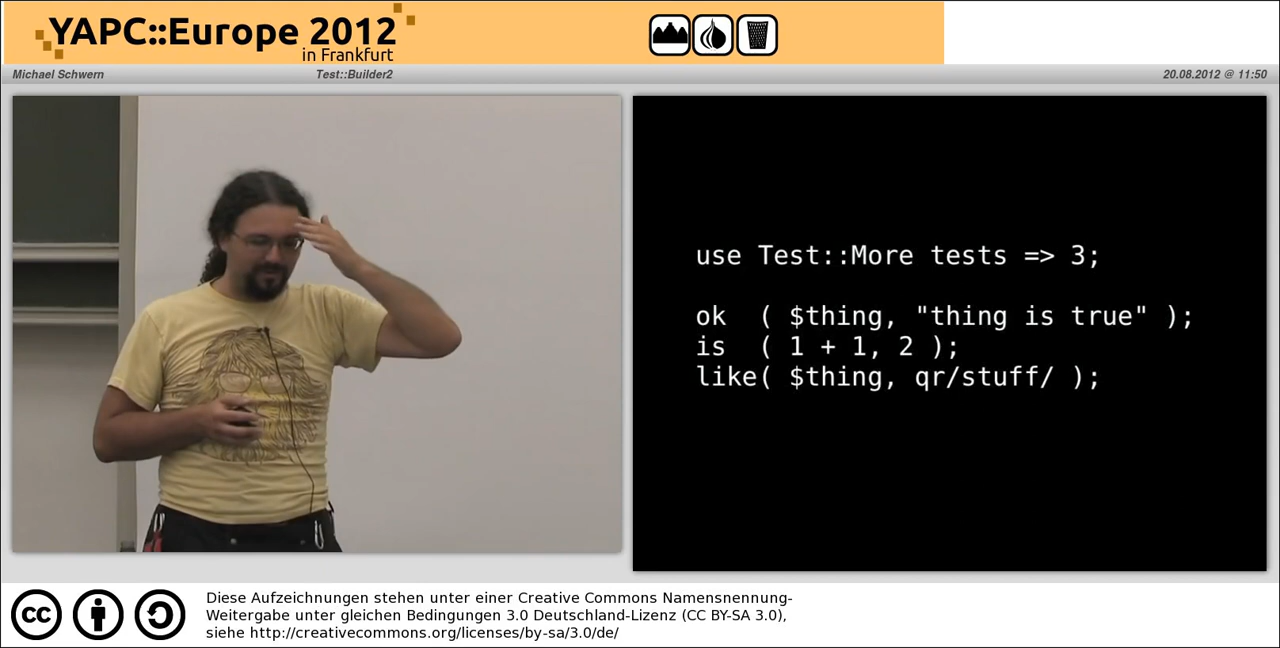 YAPC::Europe 2012
in Frankfurt
Michael Schwern Test::Builder2 20.08.2012 @ 11:50
use Test::More tests => 3;
ok ( $thing, "thing is true" );
is ( 1 + 1, 2 );
like( $thing, qr/stuff/ );
cc
Diese Aufzeichnungen stehen unter einer Creative Commons Namensnennung-
Weitergabe unter gleichen Bedingungen 3.0 Deutschland-Lizenz (CC BY-SA 3.0),
siehe http://creativecommons.org/licenses/by-sa/3.0/de/